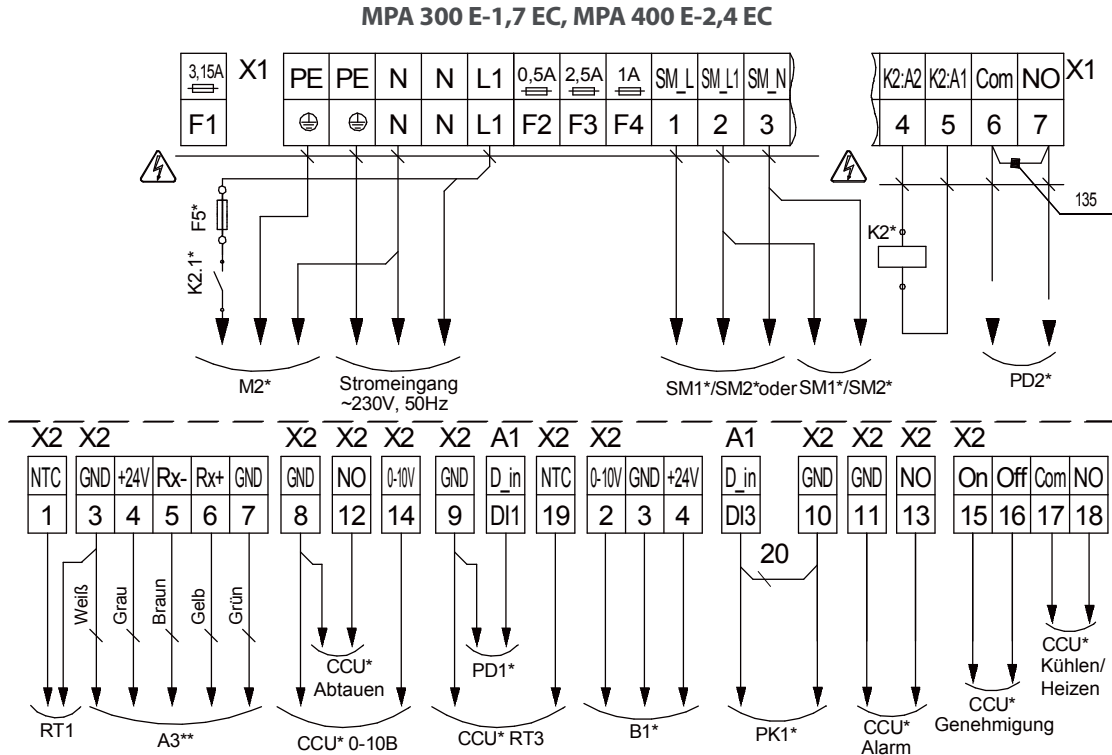 MPA 300 E-1,7 EC, MPA 400 E-2,4 EC
3,15A X1 PE PE N N L1 0,5A 2,5A 1A SM_L SM_L1 SM_N K2:A2 K2:A1 Com NO X1
F1 N N L1 F2 F3 F4 1 2 3 4 5 6 7
135
F5*
K2.1*
K2*
M2*
Stromeingang
~230V, 50Hz
SM1*/SM2*oder SM1*/SM2*
PD2*
X2 X2 X2 X2 X2 X2 A1 X2 X2 A1 X2 X2 X2 X2
NTC GND +24V Rx- Rx+ GND GND NO 0-10V GND D_in NTC 0-10V GND +24V D_in GND GND NO On Off Com NO
1 3 4 5 6 7 8 12 14 9 DI1 19 2 3 4 DI3 10 11 13 15 16 17 18
20
Weiß
Grau
Braun
Gelb
Grün
CCU*
Abtauen
PD1*
CCU*
Kühlen/
Heizen
RT1
A3**
CCU* 0-10B
CCU* RT3
B1*
PK1*
CCU*
Alarm
CCU*
Genehmigung